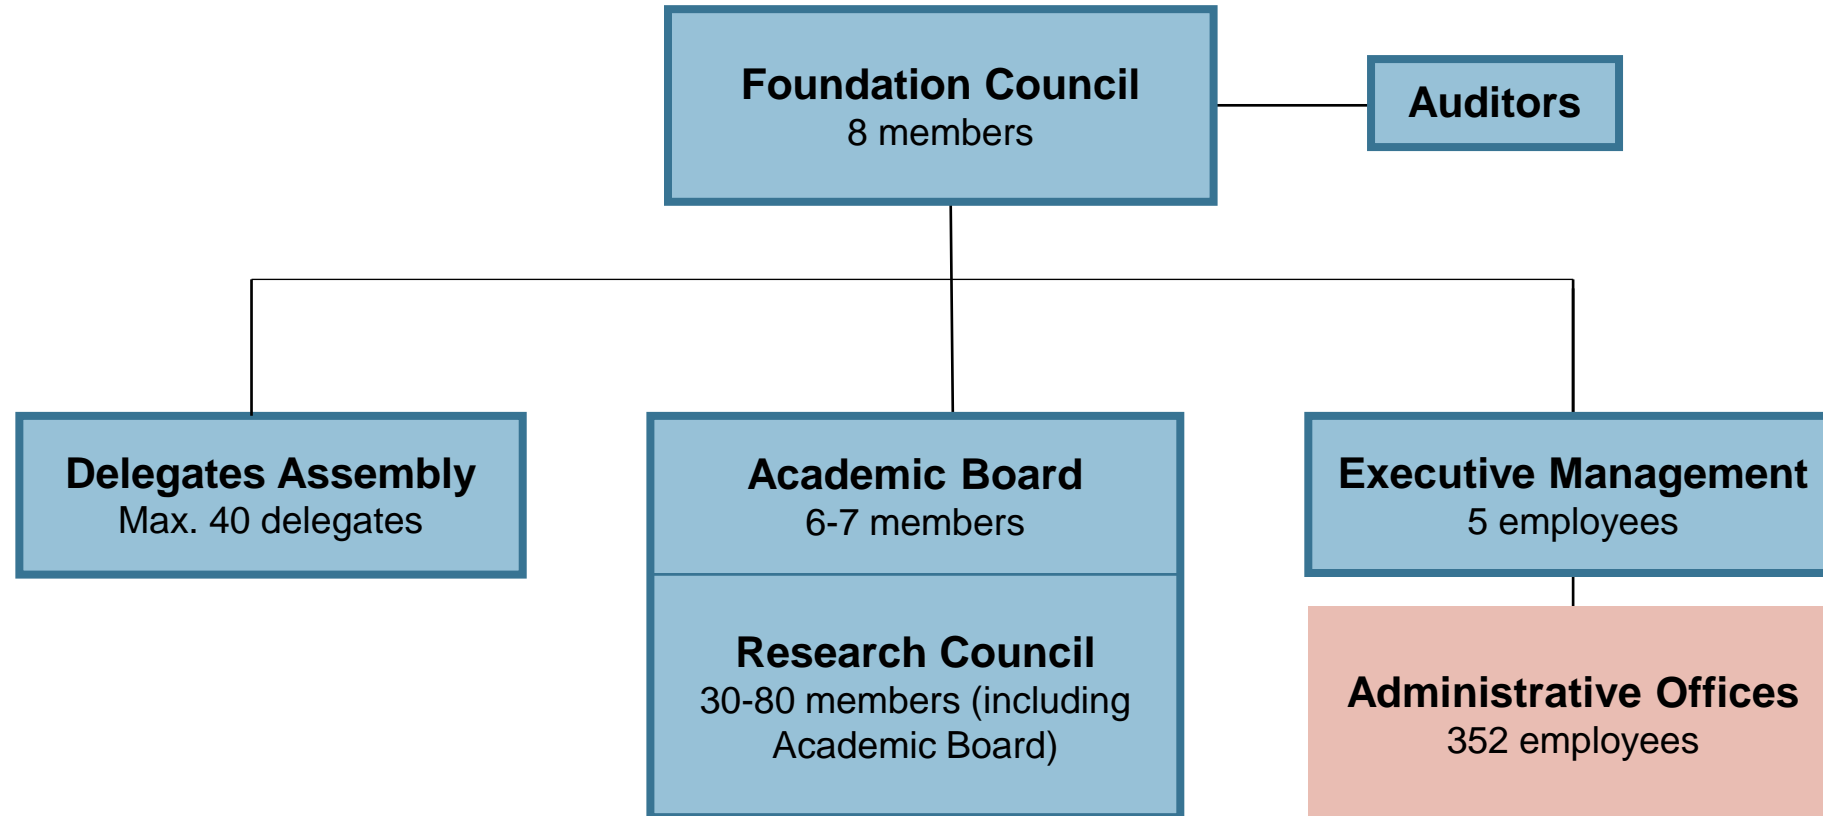 Foundation Council
8 members
Auditors
Delegates Assembly
Max. 40 delegates
Academic Board
6-7 members
Research Council
30-80 members (including
Academic Board)
Executive Management
5 employees
Administrative Offices
352 employees